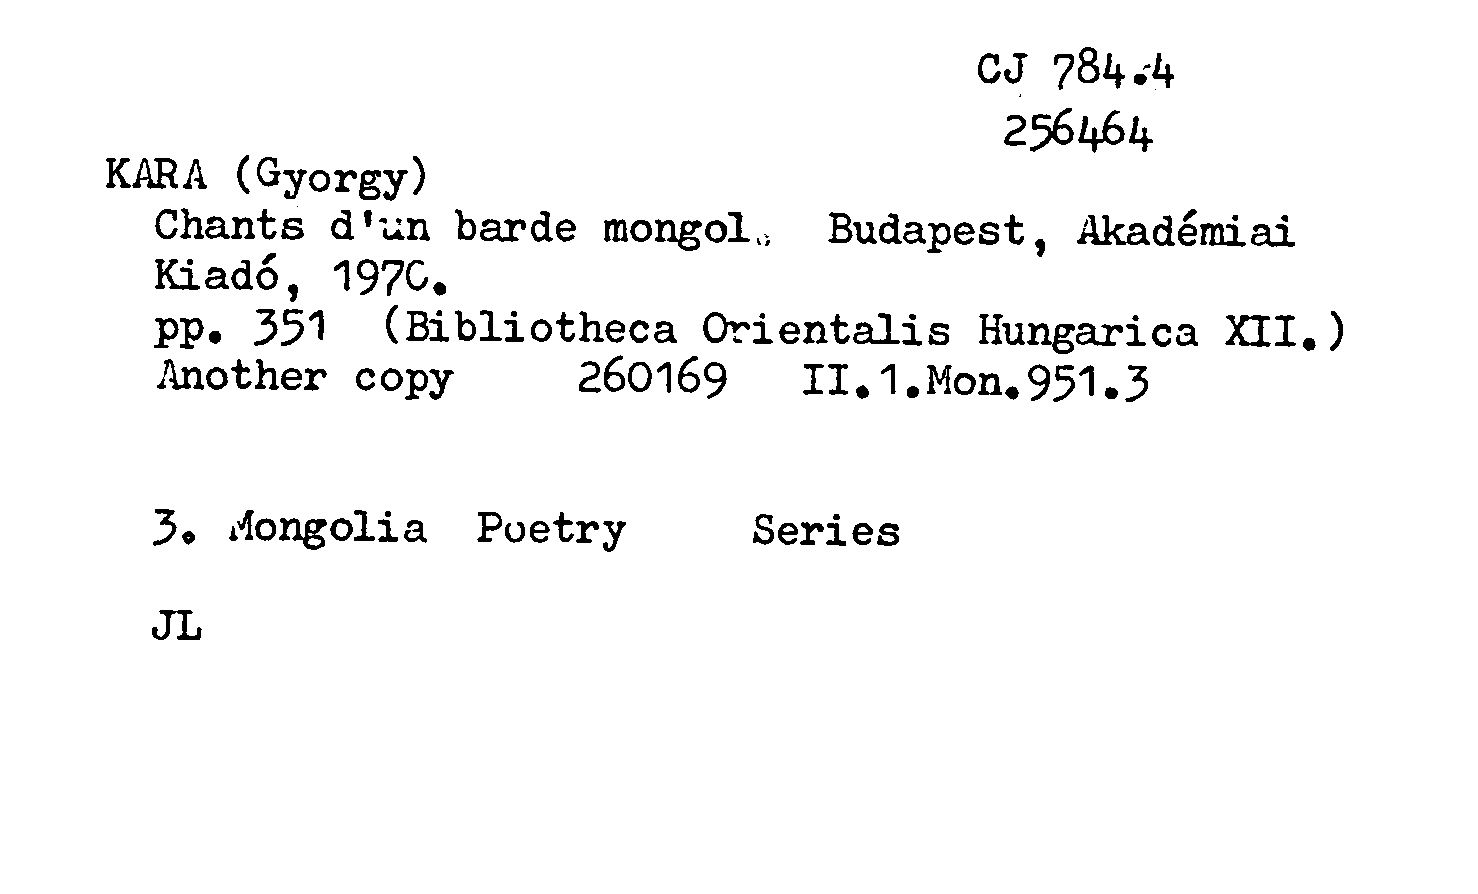 CJ 784.4
256464
KARA (Gyorgy)
Chants d'un barde mongol. Budapest, Akadémiai
Kiadó, 1970.
pp. 351 (Bibliotheca Orientalis Hungarica XII.)
Another copy 260169 II.1.Mon.951.3
3. Mongolia Poetry Series
JL